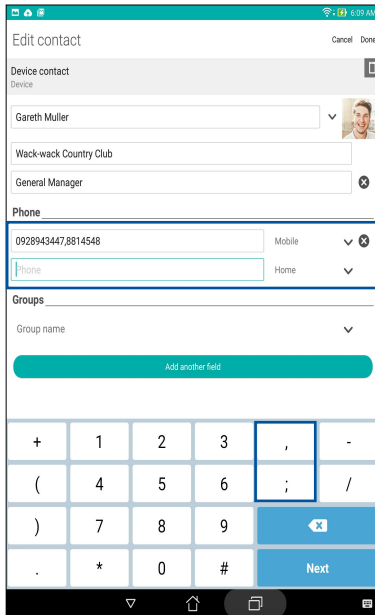 6:09 AM
Edit contact
Cancel Done
Device contact
Device
Gareth Muller
Wack-wack Country Club
General Manager
Phone
0928943447,8814548 Mobile
Phone Home
Groups
Group name
Add another field
+ 1 2 3 , -
( 4 5 6 ; /
) 7 8 9
. * 0 # Next